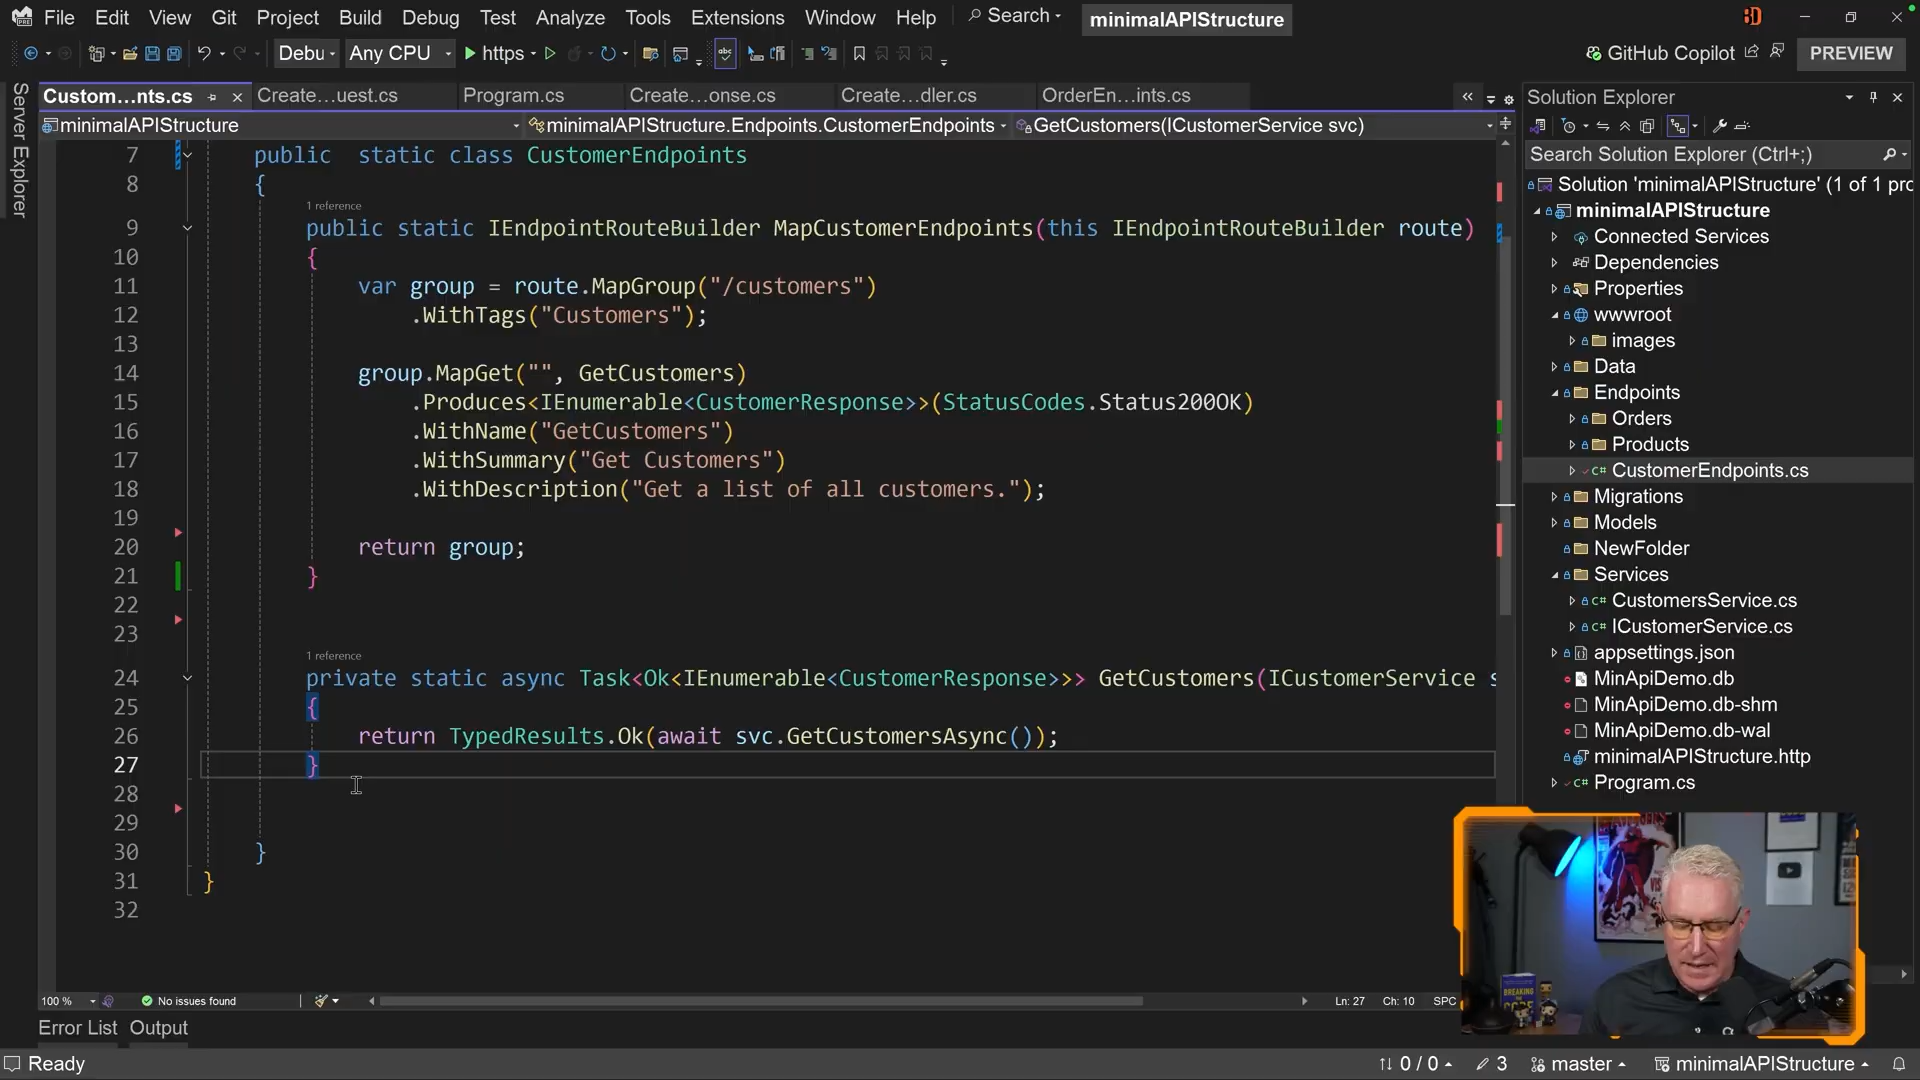 File Edit View Git Project Build Debug Test Analyze Tools Extensions Window Help Search minimalAPIStructure
Debu Any CPU https GitHub Copilot PREVIEW
Server Explorer
Custom...nts.cs Create...uest.cs Program.cs Create...onse.cs Create...dler.cs OrderEn...ints.cs
minimalAPIStructure minimalAPIStructure.Endpoints.CustomerEndpoints GetCustomers(ICustomerService svc)
7 public static class CustomerEndpoints
8 {
1 reference
9 public static IEndpointRouteBuilder MapCustomerEndpoints(this IEndpointRouteBuilder route)
10 {
11 var group = route.MapGroup("/customers")
12 .WithTags("Customers");
13
14 group.MapGet("", GetCustomers)
15 .Produces<IEnumerable<CustomerResponse>>(StatusCodes.Status200OK)
16 .WithName("GetCustomers")
17 .WithSummary("Get Customers")
18 .WithDescription("Get a list of all customers.");
19
20 return group;
21 }
22
23
1 reference
24 private static async Task<Ok<IEnumerable<CustomerResponse>>> GetCustomers(ICustomerService s
25 {
26 return TypedResults.Ok(await svc.GetCustomersAsync());
27 }
28
29
30 }
31 }
32
100 % No issues found Ln: 27 Ch: 10 SPC
Error List Output
Ready 0 / 0 3 master minimalAPIStructure
Solution Explorer
Search Solution Explorer (Ctrl+;)
Solution 'minimalAPIStructure' (1 of 1 pro
minimalAPIStructure
Connected Services
Dependencies
Properties
wwwroot
images
Data
Endpoints
Orders
Products
C# CustomerEndpoints.cs
Migrations
Models
NewFolder
Services
C# CustomersService.cs
C# ICustomerService.cs
appsettings.json
MinApiDemo.db
MinApiDemo.db-shm
MinApiDemo.db-wal
minimalAPIStructure.http
C# Program.cs
AVENGERS
BREAKING
THE
CODE